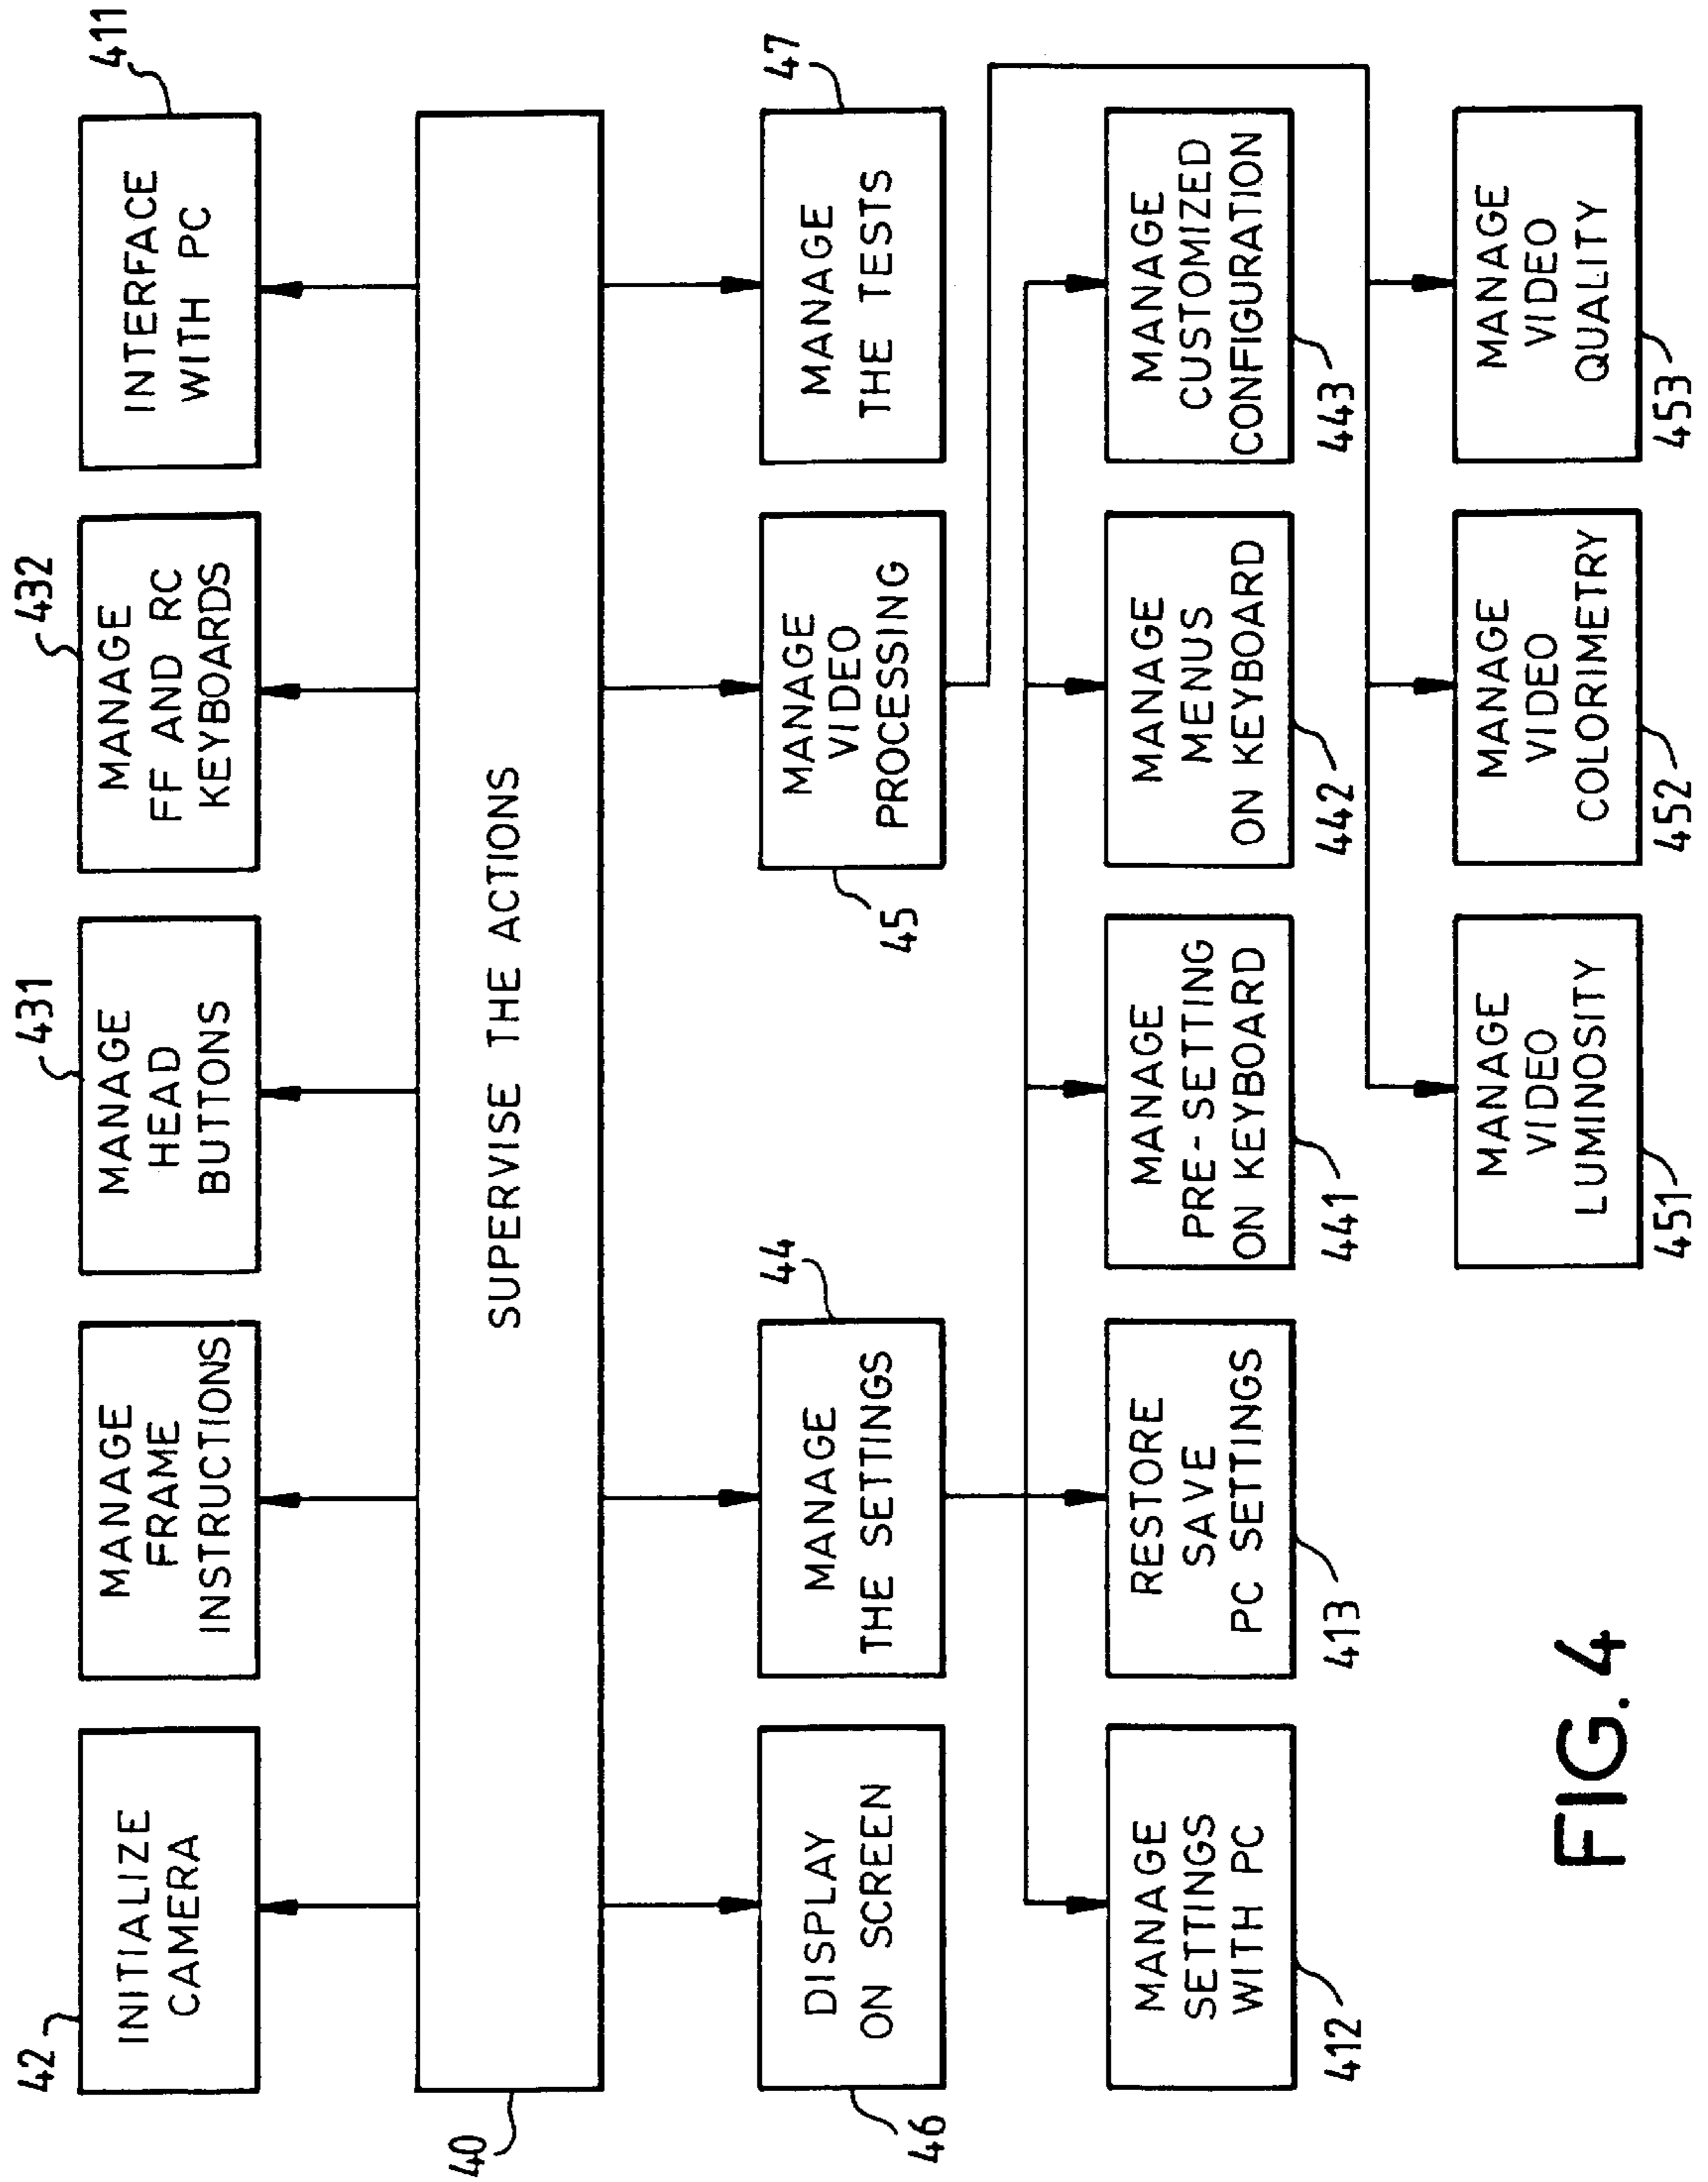 42
INITIALIZE
CAMERA
MANAGE
FRAME
INSTRUCTIONS
431
MANAGE
HEAD
BUTTONS
432
MANAGE
FF AND RC
KEYBOARDS
411
INTERFACE
WITH PC
40
SUPERVISE THE ACTIONS
46
DISPLAY
ON SCREEN
44
MANAGE
THE SETTINGS
45
MANAGE
VIDEO
PROCESSING
47
MANAGE
THE TESTS
412
MANAGE
SETTINGS
WITH PC
413
RESTORE
SAVE
PC SETTINGS
441
MANAGE
PRE-SETTING
ON KEYBOARD
442
MANAGE
MENUS
ON KEYBOARD
443
MANAGE
CUSTOMIZED
CONFIGURATION
451
MANAGE
VIDEO
LUMINOSITY
452
MANAGE
VIDEO
COLORIMETRY
453
MANAGE
VIDEO
QUALITY
FIG. 4